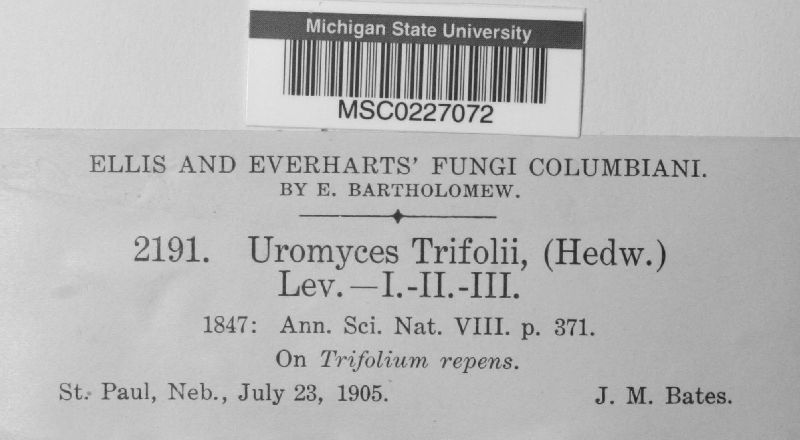 Michigan State University
MSC0227072
ELLIS AND EVERHARTS' FUNGI COLUMBIANI.
BY E. BARTHOLOMEW.
2191. Uromyces Trifolii, (Hedw.)
Lev.—I.-II.-III.
1847: Ann. Sci. Nat. VIII. p. 371.
On Trifolium repens.
St. Paul, Neb., July 23, 1905. J. M. Bates.